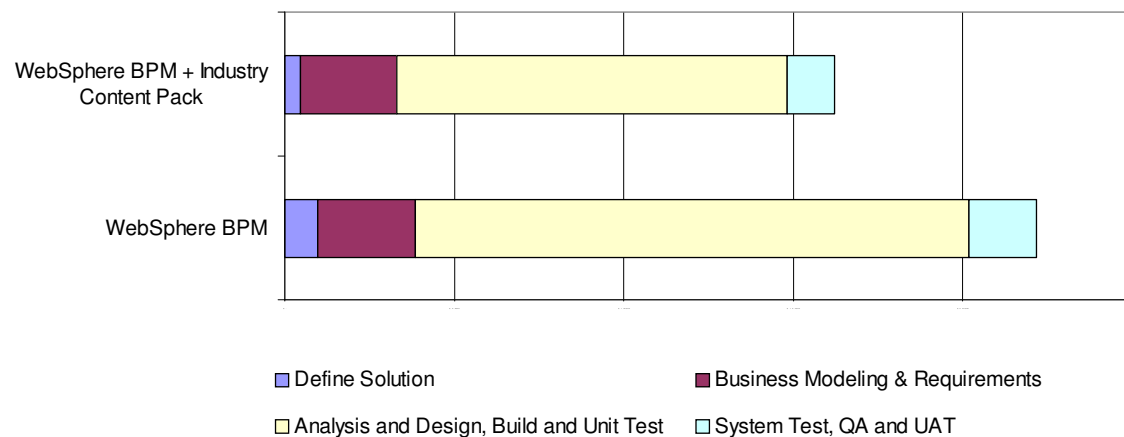 WebSphere BPM + Industry
Content Pack
WebSphere BPM
Define Solution
Business Modeling & Requirements
Analysis and Design, Build and Unit Test
System Test, QA and UAT